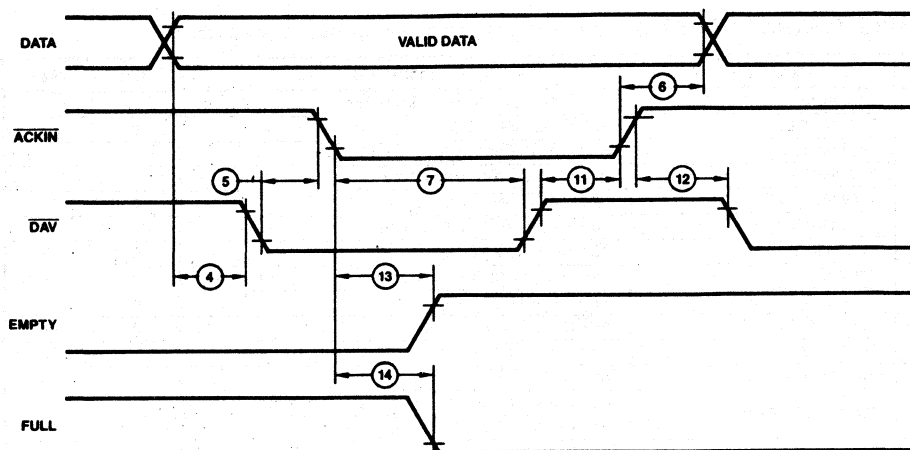 DATA
VALID DATA
6
ACKIN
5
7
11
12
DAV
4
13
EMPTY
14
FULL